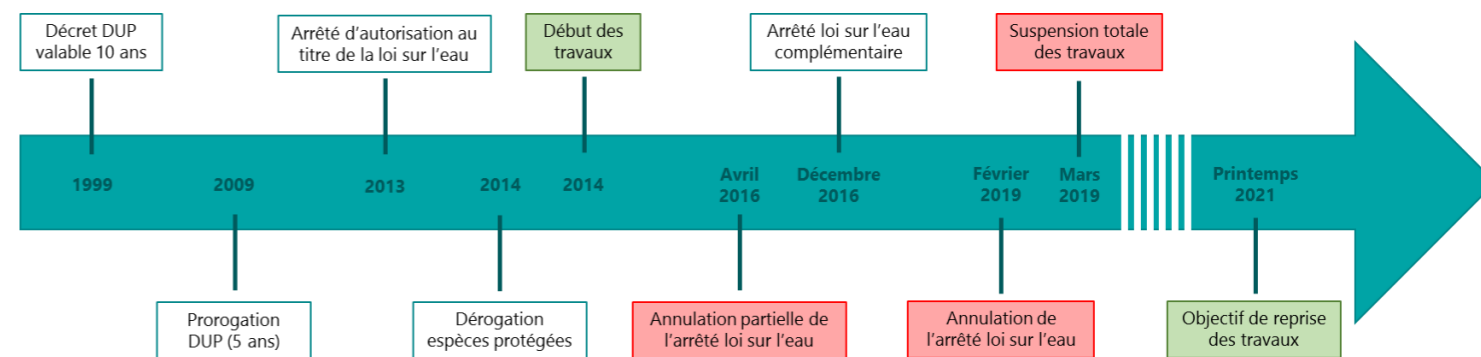 Décret DUP
valable 10 ans
Arrêté d'autorisation au
titre de la loi sur l'eau
Début des
travaux
Arrêté loi sur l'eau
complémentaire
Suspension totale
des travaux
1999
2009
2013
2014
2014
Avril
2016
Décembre
2016
Février
2019
Mars
2019
Printemps
2021
Prorogation
DUP (5 ans)
Dérogation
espèces protégées
Annulation partielle de
l'arrêté loi sur l'eau
Annulation de
l'arrêté loi sur l'eau
Objectif de reprise
des travaux